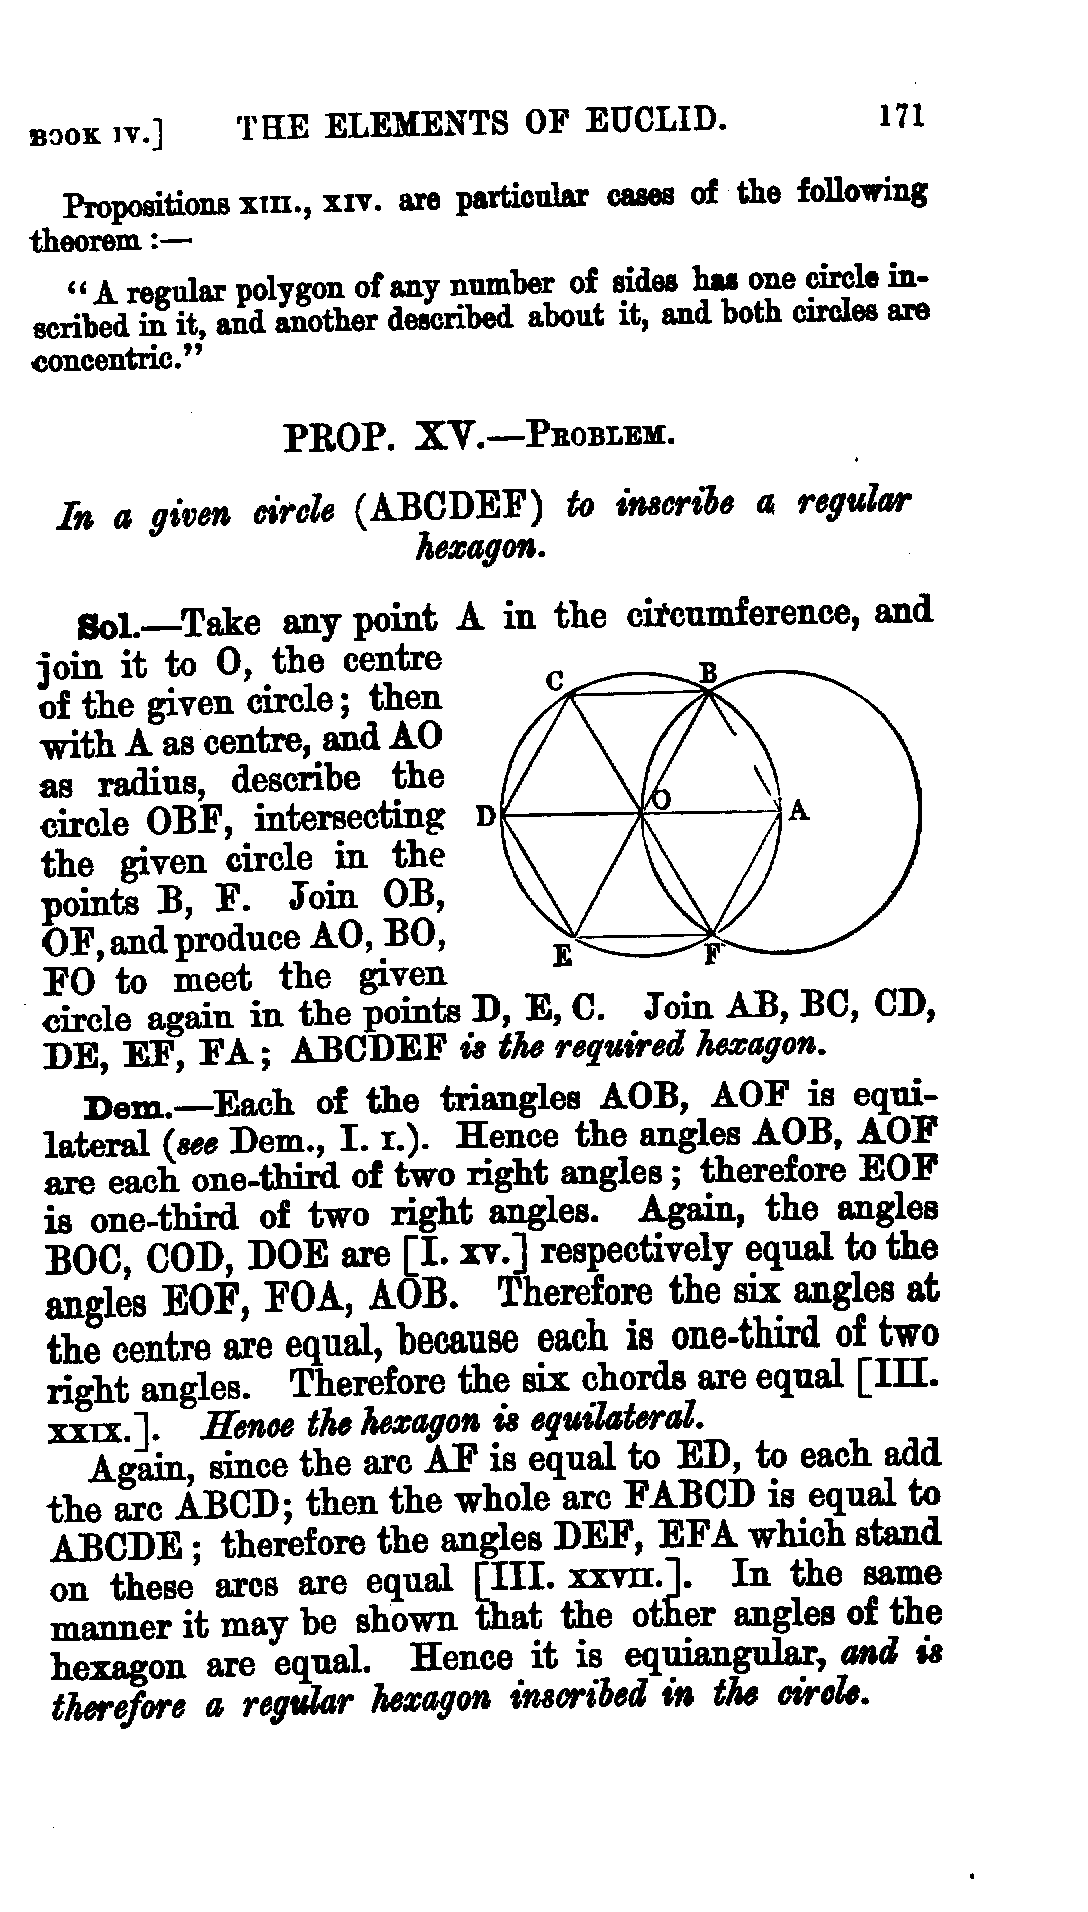 BOOK IV.] THE ELEMENTS OF EUCLID. 171
Propositions XIII., XIV. are particular cases of the following
theorem :—
“A regular polygon of any number of sides has one circle in-
scribed in it, and another described about it, and both circles are
concentric.”
PROP. XV.—PROBLEM.
In a given circle (ABCDEF) to inscribe a regular
hexagon.
Sol.—Take any point A in the circumference, and
join it to O, the centre
of the given circle; then
with A as centre, and AO
as radius, describe the
circle OBF, intersecting
the given circle in the
points B, F. Join OB,
OF, and produce AO, BO,
FO to meet the given
circle again in the points D, E, C. Join AB, BC, CD,
DE, EF, FA; ABCDEF is the required hexagon.
C B
D O A
E F
Dem.—Each of the triangles AOB, AOF is equi-
lateral (see Dem., I. I.). Hence the angles AOB, AOF
are each one-third of two right angles; therefore EOF
is one-third of two right angles. Again, the angles
BOC, COD, DOE are [I. XV.] respectively equal to the
angles EOF, FOA, AOB. Therefore the six angles at
the centre are equal, because each is one-third of two
right angles. Therefore the six chords are equal [III.
XXIX.]. Hence the hexagon is equilateral.
Again, since the arc AF is equal to ED, to each add
the arc ABCD; then the whole arc FABCD is equal to
ABCDE; therefore the angles DEF, EFA which stand
on these arcs are equal [III. XXVII.]. In the same
manner it may be shown that the other angles of the
hexagon are equal. Hence it is equiangular, and is
therefore a regular hexagon inscribed in the circle.